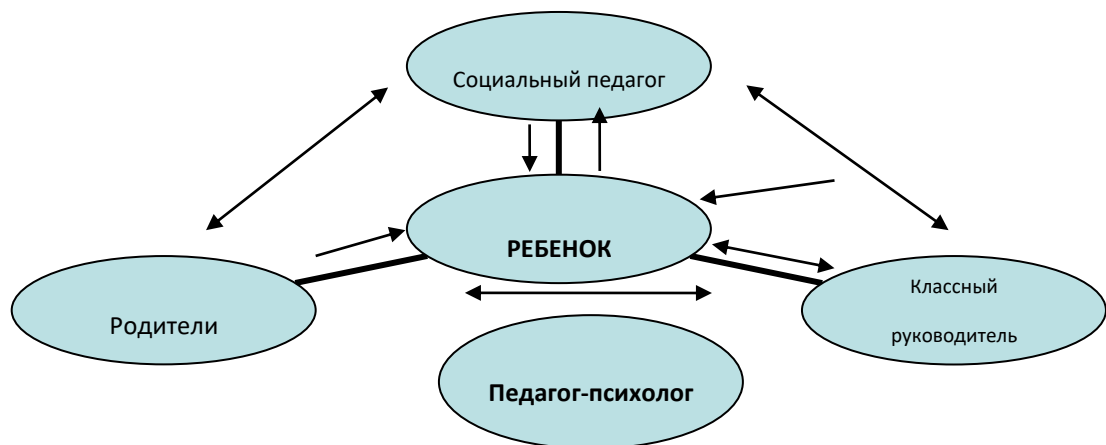 Социальный педагог
РЕБЕНОК
Родители
Классный
руководитель
Педагог-психолог